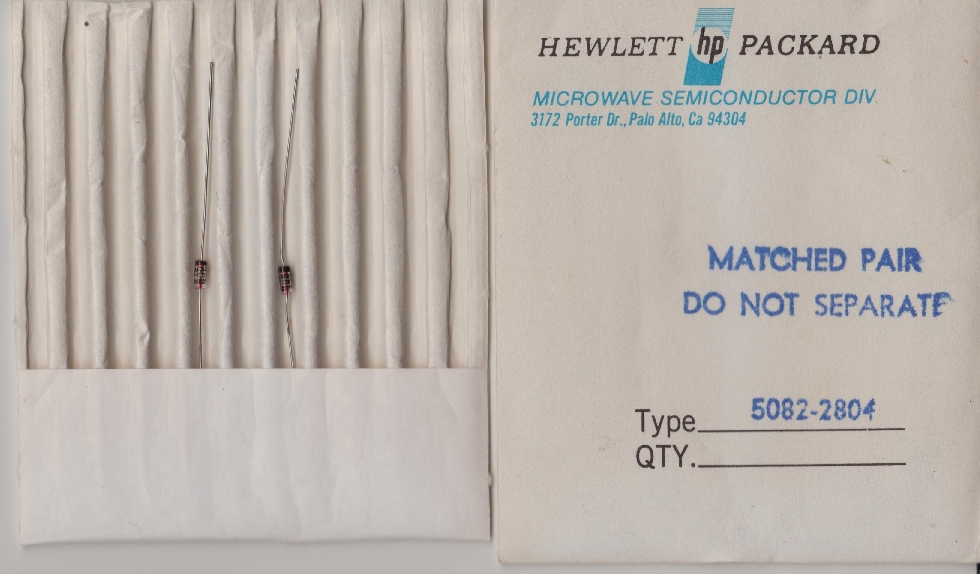 HEWLETT hp PACKARD
MICROWAVE SEMICONDUCTOR DIV.
3172 Porter Dr., Palo Alto, Ca 94304
MATCHED PAIR
DO NOT SEPARATE
Type 5082-2804
QTY.